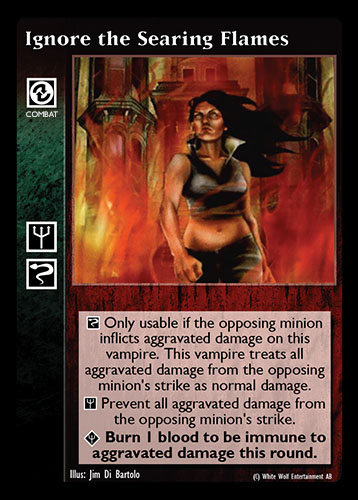 Ignore the Searing Flames
COMBAT
Only usable if the opposing minion
inflicts aggravated damage on this
vampire. This vampire treats all
aggravated damage from the opposing
minion's strike as normal damage.
Prevent all aggravated damage from
the opposing minion's strike.
Burn 1 blood to be immune to
aggravated damage this round.
Illus: Jim Di Bartolo
(C) White Wolf Entertainment AB